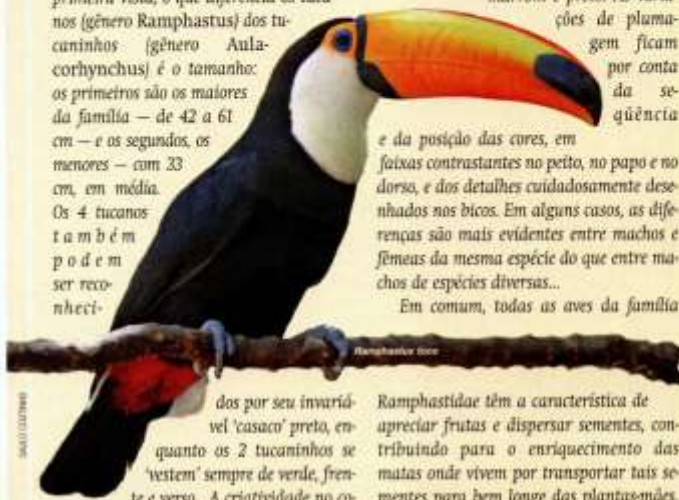 primeira vista, o que diferencia os tuca-
nos (gênero Ramphastus) dos tu-
caninhos (gênero Aula-
corhynchus) é o tamanho:
os primeiros são os maiores
da família — de 42 a 61
cm — e os segundos, os
menores — com 33
cm, em média.
Os 4 tucanos
também
podem
ser reco-
nheci-
dos por seu invariá-
vel 'casaco' preto, en-
quanto os 2 tucaninhos se
'vestem' sempre de verde, fren-
te e verso. A criatividade no co-
ções de pluma-
gem ficam
por conta
da se-
qüência
e da posição das cores, em
faixas contrastantes no peito, no papo e no
dorso, e dos detalhes cuidadosamente dese-
nhados nos bicos. Em alguns casos, as dife-
renças são mais evidentes entre machos e
fêmeas da mesma espécie do que entre ma-
chos de espécies diversas...
Em comum, todas as aves da família
Ramphastidae têm a característica de
apreciar frutas e dispersar sementes, con-
tribuindo para o enriquecimento das
matas onde vivem por transportar tais se-
mentes para bem longe das plantas-mães.
Ramphastus toco